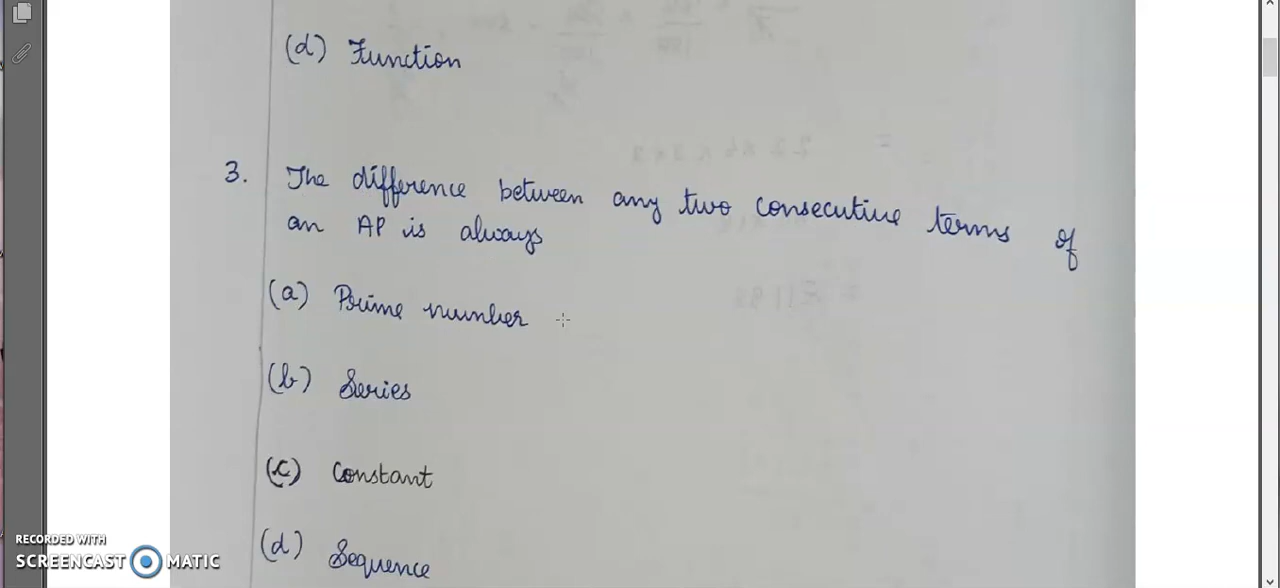 (d) Function
3. The difference between any two consecutive terms of
an AP is always
(a) Prime number
(b) Series
(c) Constant
(d) Sequence
RECORDED WITH
SCREENCAST MATIC